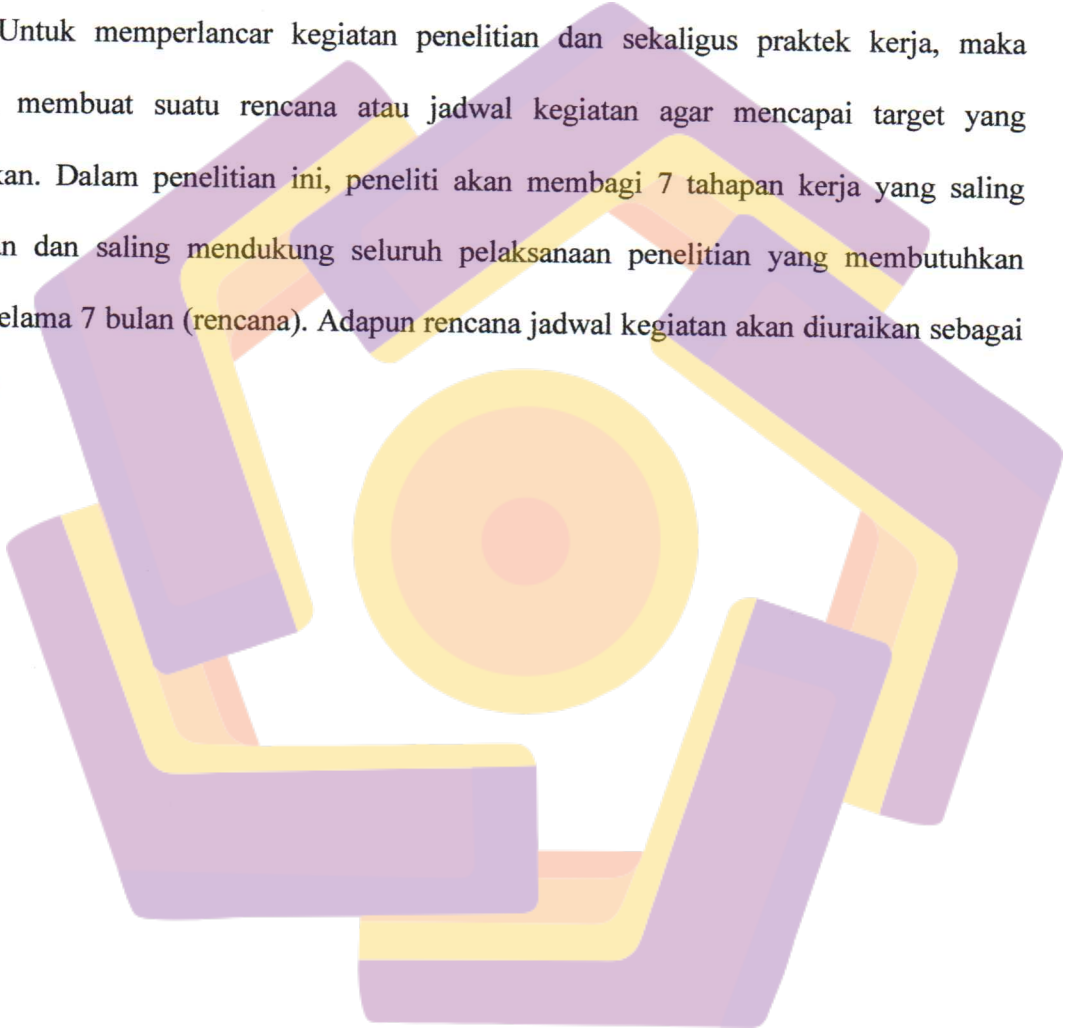 Untuk memperlancar kegiatan penelitian dan sekaligus praktek kerja, maka
membuat suatu rencana atau jadwal kegiatan agar mencapai target yang
kan. Dalam penelitian ini, peneliti akan membagi 7 tahapan kerja yang saling
n dan saling mendukung seluruh pelaksanaan penelitian yang membutuhkan
elama 7 bulan (rencana). Adapun rencana jadwal kegiatan akan diuraikan sebagai